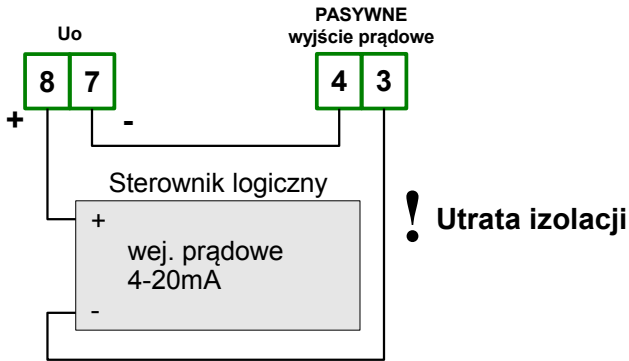 PASYWNE
Uo
wyjście prądowe
8 7
4 3
+
-
Sterownik logiczny
+
wej. prądowe
4-20mA
-
! Utrata izolacji